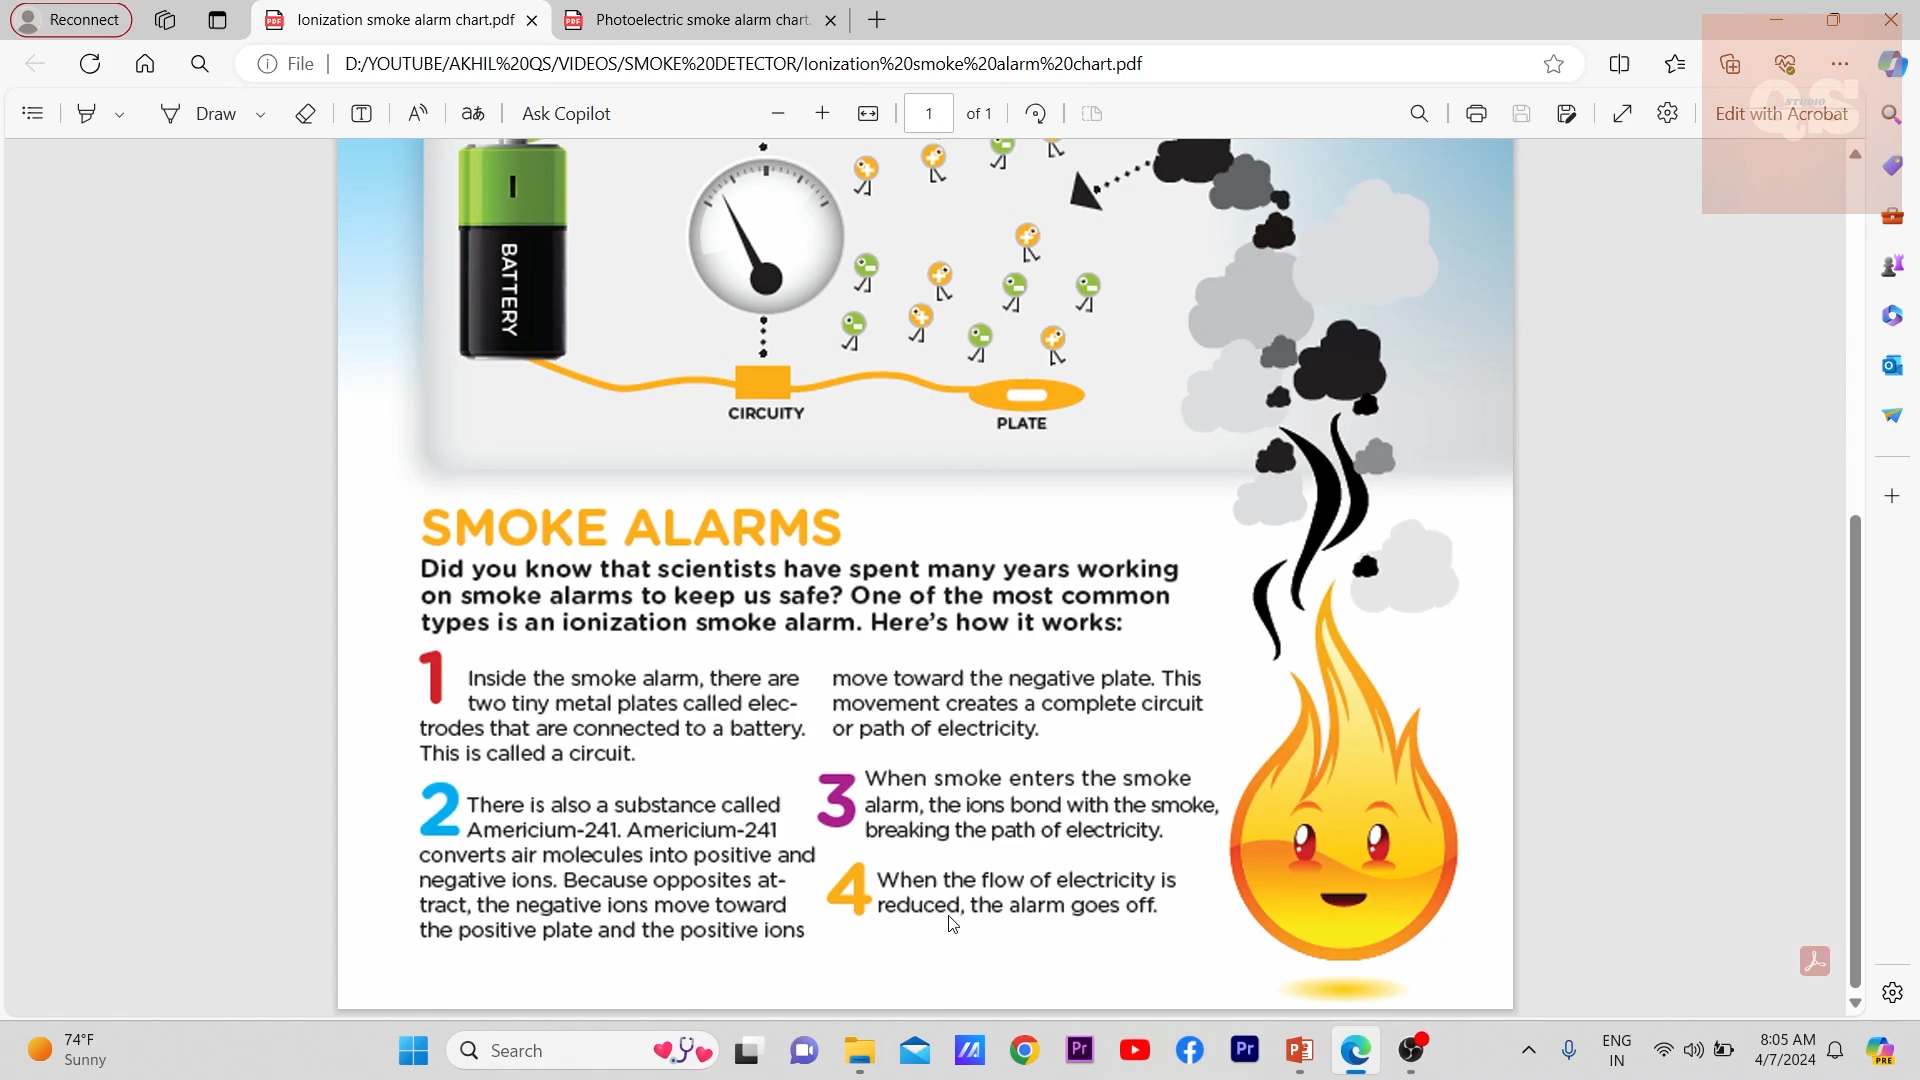 Reconnect
Ionization smoke alarm chart.pdf
Photoelectric smoke alarm chart.
File
D:/YOUTUBE/AKHIL%20QS/VIDEOS/SMOKE%20DETECTOR/Ionization%20smoke%20alarm%20chart.pdf
Draw
aあ
Ask Copilot
1
of 1
Edit with Acrobat
STUDIO
QS
BATTERY
CIRCUITY
PLATE
SMOKE ALARMS
Did you know that scientists have spent many years working
on smoke alarms to keep us safe? One of the most common
types is an ionization smoke alarm. Here's how it works:
1
Inside the smoke alarm, there are
two tiny metal plates called elec-
trodes that are connected to a battery.
This is called a circuit.
2
There is also a substance called
Americium-241. Americium-241
converts air molecules into positive and
negative ions. Because opposites at-
tract, the negative ions move toward
the positive plate and the positive ions
move toward the negative plate. This
movement creates a complete circuit
or path of electricity.
3
When smoke enters the smoke
alarm, the ions bond with the smoke,
breaking the path of electricity.
4
When the flow of electricity is
reduced, the alarm goes off.
74°F
Sunny
Search
Pr
Pr
ENG
IN
8:05 AM
4/7/2024
PRE